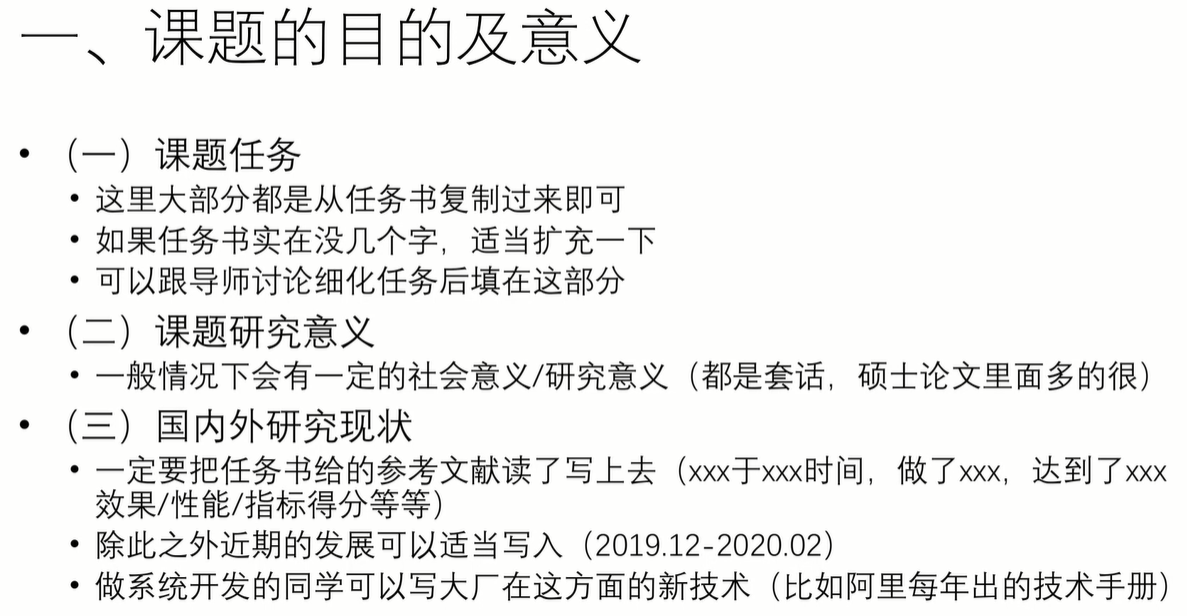 一、课题的目的及意义
• （一）课题任务
• 这里大部分都是从任务书复制过来即可
• 如果任务书实在没几个字，适当扩充一下
• 可以跟导师讨论细化任务后填在这部分
• （二）课题研究意义
• 一般情况下会有一定的社会意义/研究意义（都是套话，硕士论文里面多的很）
• （三）国内外研究现状
• 一定要把任务书给的参考文献读了写上去（xxx于xxx时间，做了xxx，达到了xxx
效果/性能/指标得分等等）
• 除此之外近期的发展可以适当写入（2019.12-2020.02）
• 做系统开发的同学可以写大厂在这方面的新技术（比如阿里每年出的技术手册）